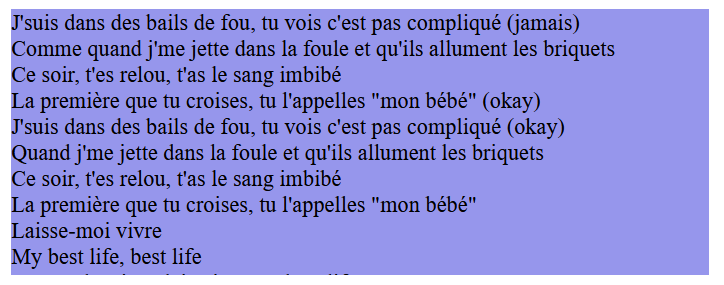 J'suis dans des bails de fou, tu vois c'est pas compliqué (jamais)
Comme quand j'me jette dans la foule et qu'ils allument les briquets
Ce soir, t'es relou, t'as le sang imbibé
La première que tu croises, tu l'appelles "mon bébé" (okay)
J'suis dans des bails de fou, tu vois c'est pas compliqué (okay)
Quand j'me jette dans la foule et qu'ils allument les briquets
Ce soir, t'es relou, t'as le sang imbibé
La première que tu croises, tu l'appelles "mon bébé"
Laisse-moi vivre
My best life, best life